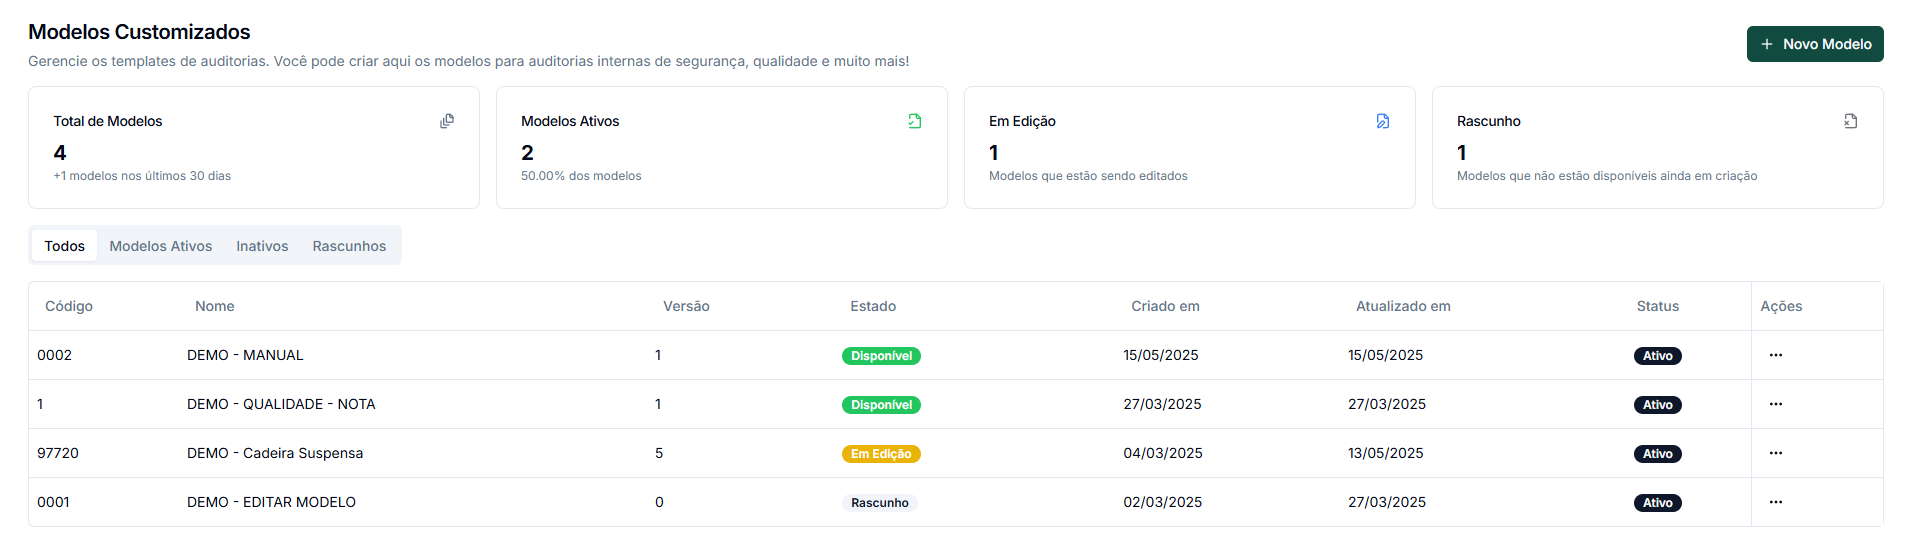 Modelos Customizados
Gerencie os templates de auditorias. Você pode criar aqui os modelos para auditorias internas de segurança, qualidade e muito mais!
Novo Modelo
Total de Modelos
4
+1 modelos nos últimos 30 dias
Modelos Ativos
2
50.00% dos modelos
Em Edição
1
Modelos que estão sendo editados
Rascunho
1
Modelos que não estão disponíveis ainda em criação
Todos Modelos Ativos Inativos Rascunhos
Código Nome Versão Estado Criado em Atualizado em Status Ações
0002 DEMO - MANUAL 1 Disponível 15/05/2025 15/05/2025 Ativo
1 DEMO - QUALIDADE - NOTA 1 Disponível 27/03/2025 27/03/2025 Ativo
97720 DEMO - Cadeira Suspensa 5 Em Edição 04/03/2025 13/05/2025 Ativo
0001 DEMO - EDITAR MODELO 0 Rascunho 02/03/2025 27/03/2025 Ativo